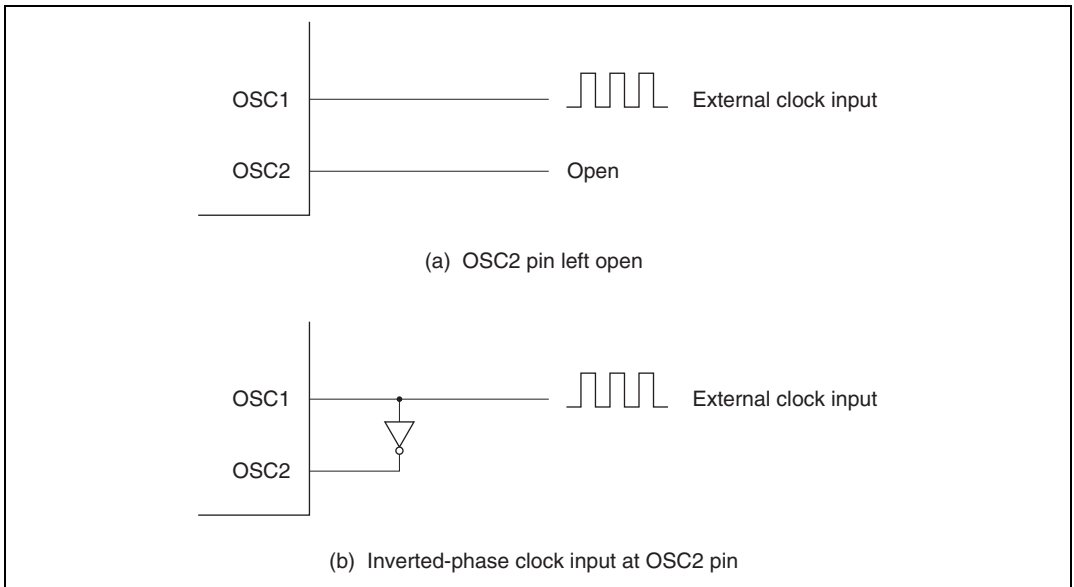 OSC1
External clock input
OSC2
Open
(a) OSC2 pin left open
OSC1
External clock input
OSC2
(b) Inverted-phase clock input at OSC2 pin